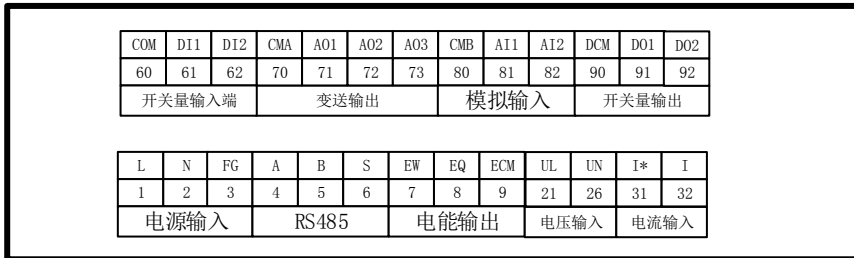 COM DI1 DI2 CMA AO1 AO2 AO3 CMB AI1 AI2 DCM DO1 DO2
60 61 62 70 71 72 73 80 81 82 90 91 92
开关量输入端 变送输出 模拟输入 开关量输出
L N FG A B S EW EQ ECM UL UN I* I
1 2 3 4 5 6 7 8 9 21 26 31 32
电源输入 RS485 电能输出 电压输入 电流输入